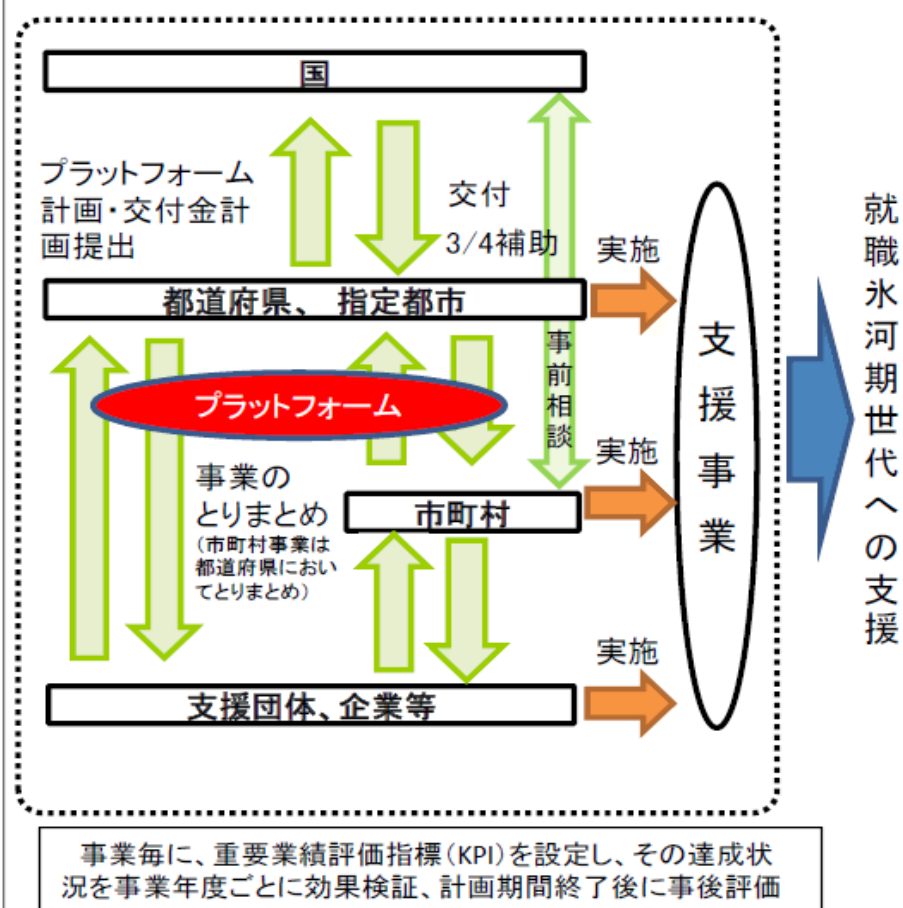 国
プラットフォーム
計画・交付金計
画提出
交付
3/4補助
実施
都道府県、 指定都市
事前相談
プラットフォーム
事業の
とりまとめ
(市町村事業は
都道府県におい
てとりまとめ)
実施
市町村
実施
支援団体、企業等
支援事業
就職氷河期世代への支援
事業毎に、重要業績評価指標(KPI)を設定し、その達成状
況を事業年度ごとに効果検証、計画期間終了後に事後評価